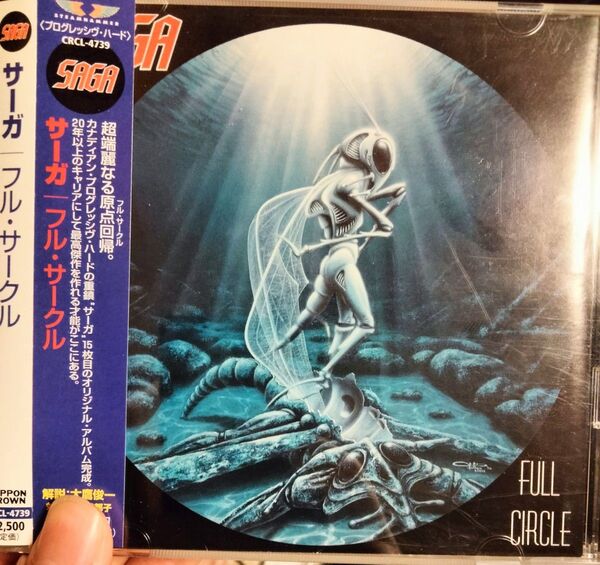 SAGA
サーガ
フル・サークル
NIPPON CROWN
CRCL-4739
¥2,500
(定価)
STEAMHAMMER
〈プログレッシヴ・ハード〉
CRCL-4739
SAGA
サーガ
フル・サークル
フル・サークル
超端麗なる原点回帰。
カナディアン・プログレッシヴ・ハードの重鎮“サーガ”15枚目のオリジナル・アルバム完成。
20年以上のキャリアにして最高傑作を作れる才能がここにある。
解説:大鷹俊一
SAGA
FULL
CIRCLE